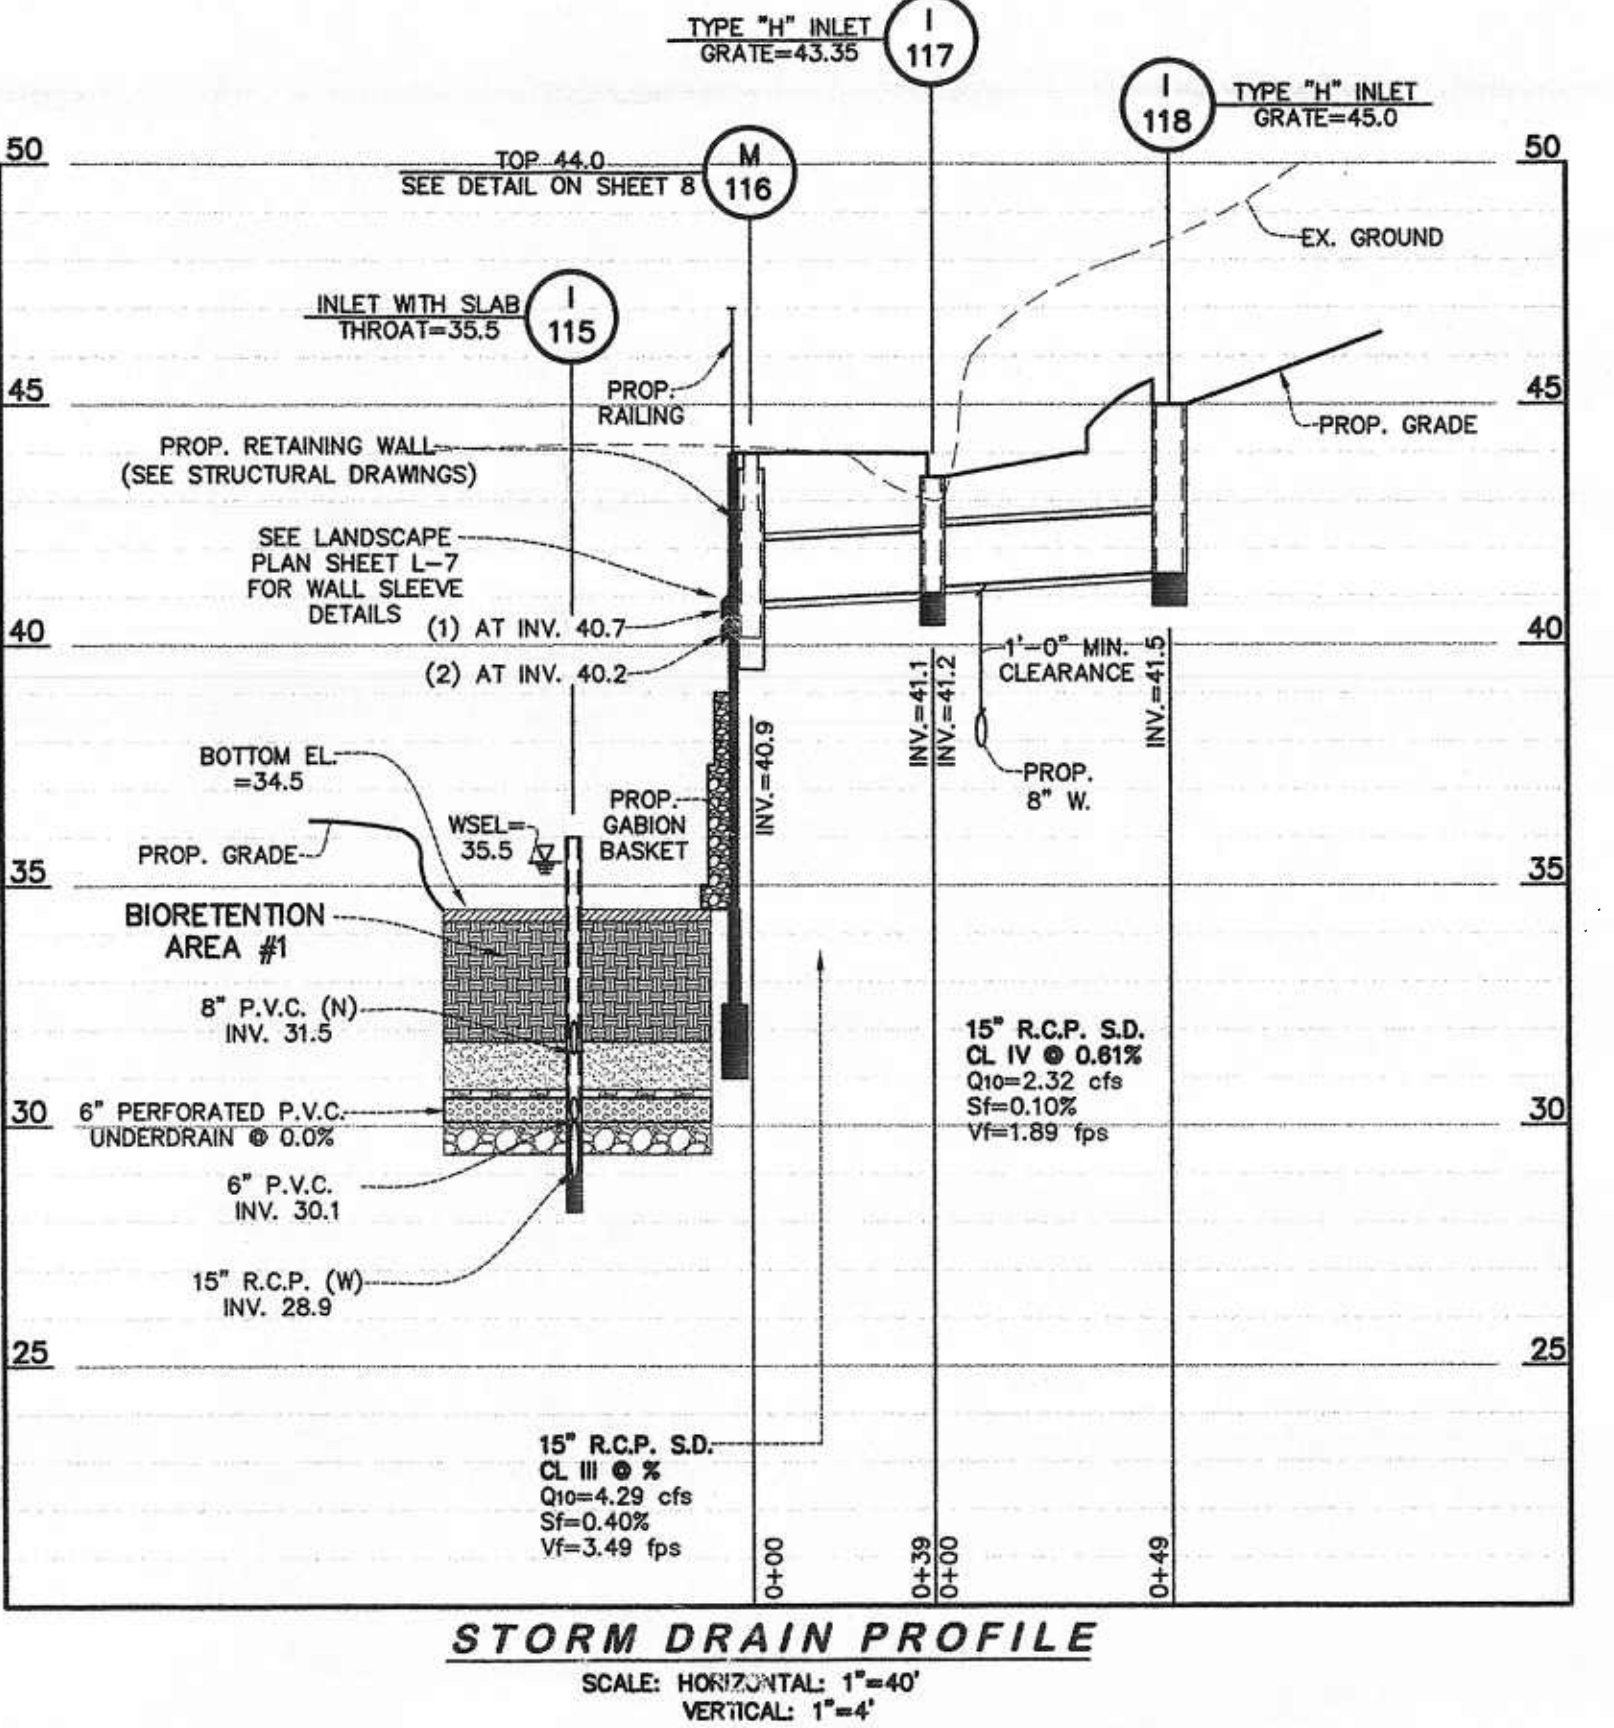 TYPE "H" INLET
GRATE=43.35
I
117
TYPE "H" INLET
GRATE=45.0
I
118
50
50
TOP 44.0
SEE DETAIL ON SHEET 8
M
116
EX. GROUND
INLET WITH SLAB
THROAT=35.5
I
115
PROP.
RAILING
45
45
PROP. GRADE
PROP. RETAINING WALL
(SEE STRUCTURAL DRAWINGS)
SEE LANDSCAPE
PLAN SHEET L-7
FOR WALL SLEEVE
DETAILS
(1) AT INV. 40.7
40
40
(2) AT INV. 40.2
1'-0" MIN.
CLEARANCE
INV.=40.9
INV.=41.1
INV.=41.2
INV.=41.5
BOTTOM EL.
=34.5
PROP.
8" W.
PROP.
GABION
BASKET
WSEL=
35.5
PROP. GRADE
35
35
BIORETENTION
AREA #1
8" P.V.C. (N)
INV. 31.5
15" R.C.P. S.D.
CL IV @ 0.61%
Q10=2.32 cfs
Sf=0.10%
Vf=1.89 fps
30
30
6" PERFORATED P.V.C.
UNDERDRAIN @ 0.0%
6" P.V.C.
INV. 30.1
15" R.C.P. (W)
INV. 28.9
25
25
15" R.C.P. S.D.
CL III @ %
Q10=4.29 cfs
Sf=0.40%
Vf=3.49 fps
0+00
0+39
0+00
0+49
STORM DRAIN PROFILE
SCALE: HORIZONTAL: 1"=40'
VERTICAL: 1"=4'